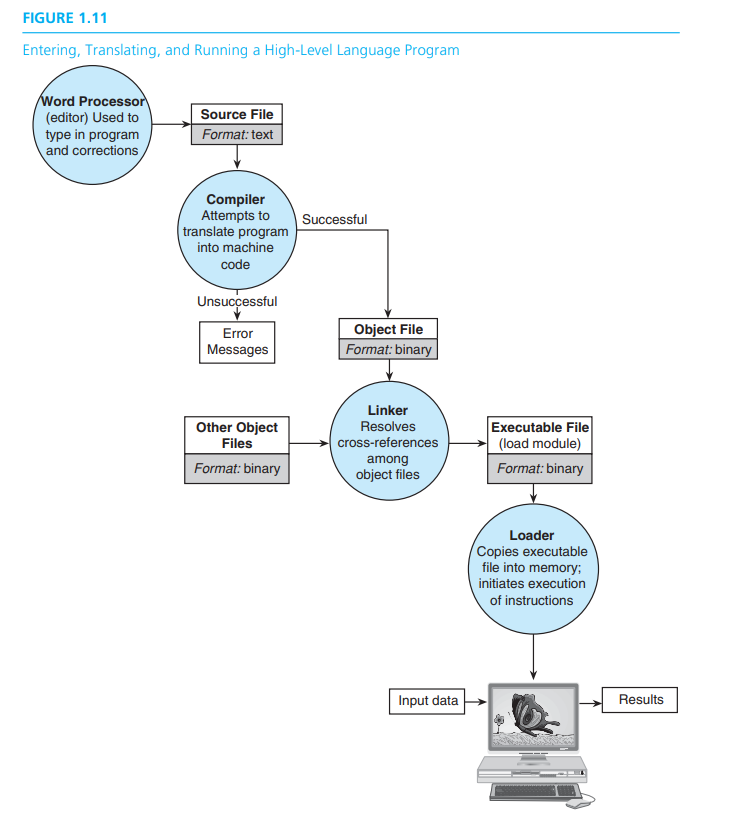 FIGURE 1.11
Entering, Translating, and Running a High-Level Language Program
Word Processor
(editor) Used to
type in program
and corrections
Source File
Format: text
Compiler
Attempts to
translate program
into machine
code
Successful
Unsuccessful
Error
Messages
Object File
Format: binary
Linker
Resolves
cross-references
among
object files
Other Object
Files
Format: binary
Executable File
(load module)
Format: binary
Loader
Copies executable
file into memory;
initiates execution
of instructions
Input data
Results